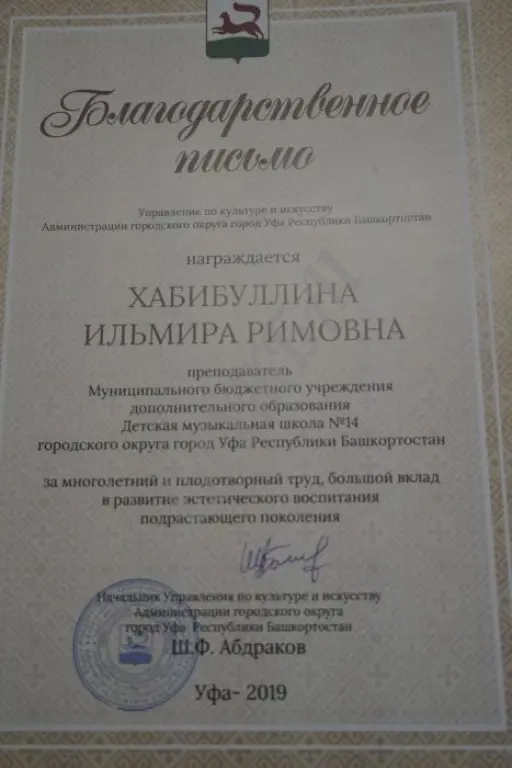 Благодарственное
письмо
Управление по культуре и искусству
Администрации городского округа город Уфа Республики Башкортостан
награждается
ХАБИБУЛЛИНА
ИЛЬМИРА РИМОВНА
преподаватель
Муниципального бюджетного учреждения
дополнительного образования
Детская музыкальная школа №14
городского округа город Уфа Республики Башкортостан
за многолетний и плодотворный труд, большой вклад
в развитие эстетического воспитания
подрастающего поколения
Начальник Управления по культуре и искусству
Администрации городского округа
город Уфа Республики Башкортостан
Ш.Ф. Абдраков
Уфа- 2019